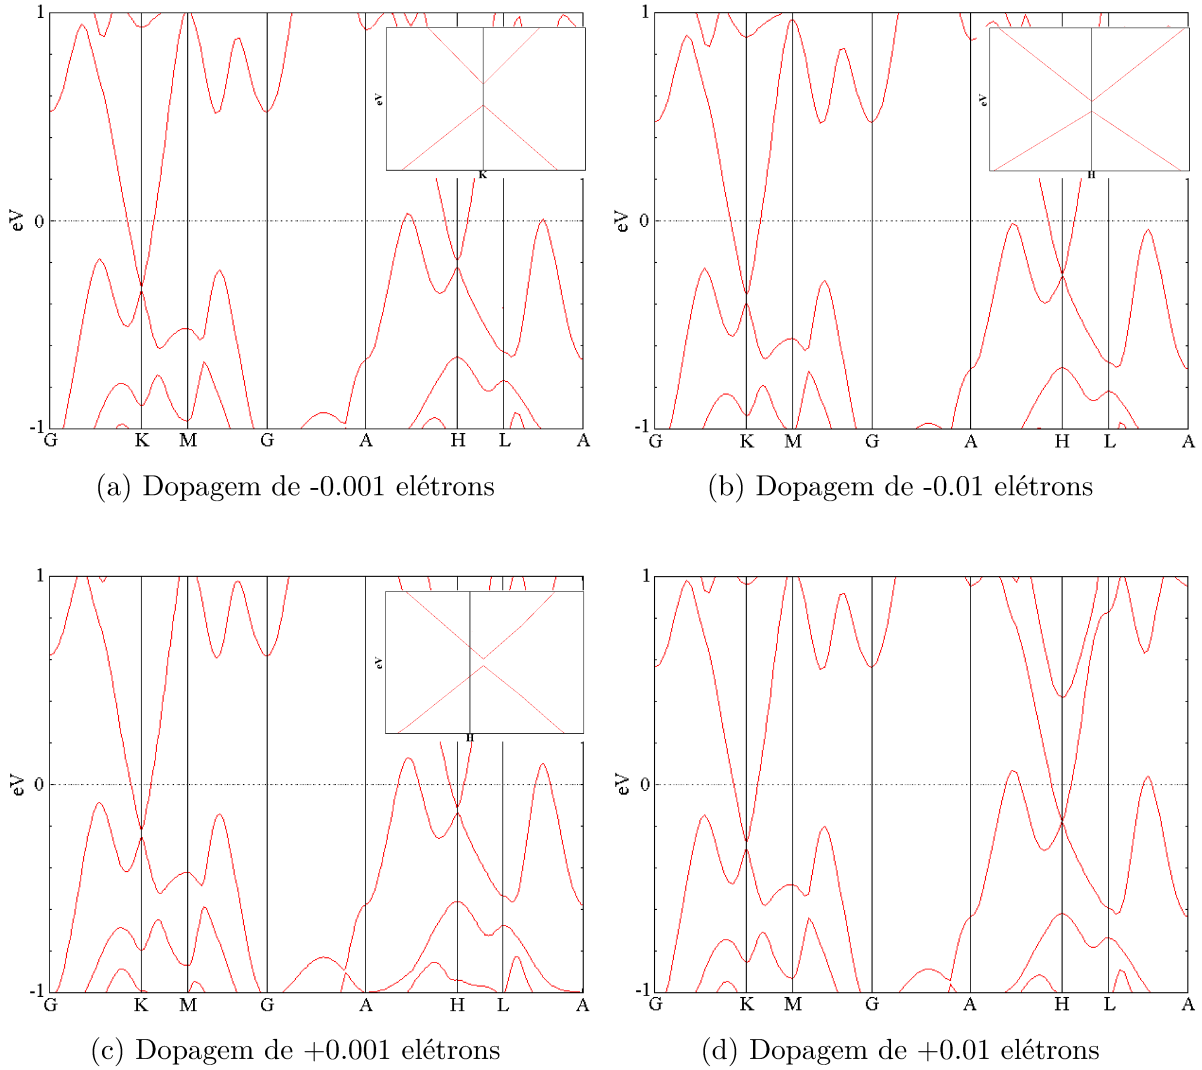 1
eV
0
-1
G K M G A H L A
eV
K
(a) Dopagem de -0.001 elétrons
1
eV
0
-1
G K M G A H L A
eV
H
(b) Dopagem de -0.01 elétrons
1
eV
0
-1
G K M G A H L A
eV
H
(c) Dopagem de +0.001 elétrons
1
eV
0
-1
G K M G A H L A
(d) Dopagem de +0.01 elétrons